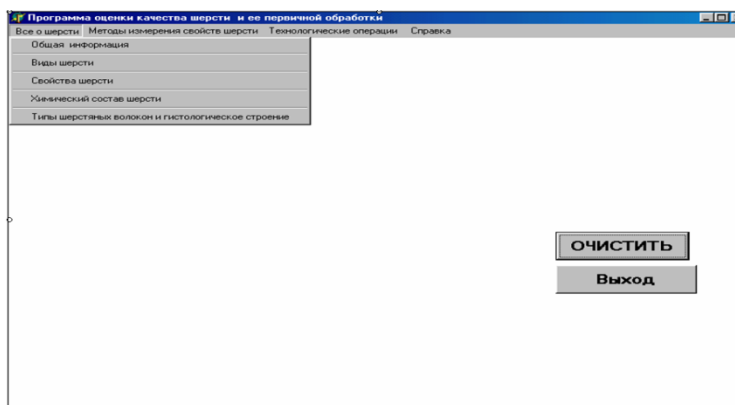 Программа оценки качества шерсти и ее первичной обработки
Все о шерсти Методы измерения свойств шерсти Технологические операции Справка
Общая информация
Виды шерсти
Свойства шерсти
Химический состав шерсти
Типы шерстяных волокон и гистологическое строение
ОЧИСТИТЬ
Выход